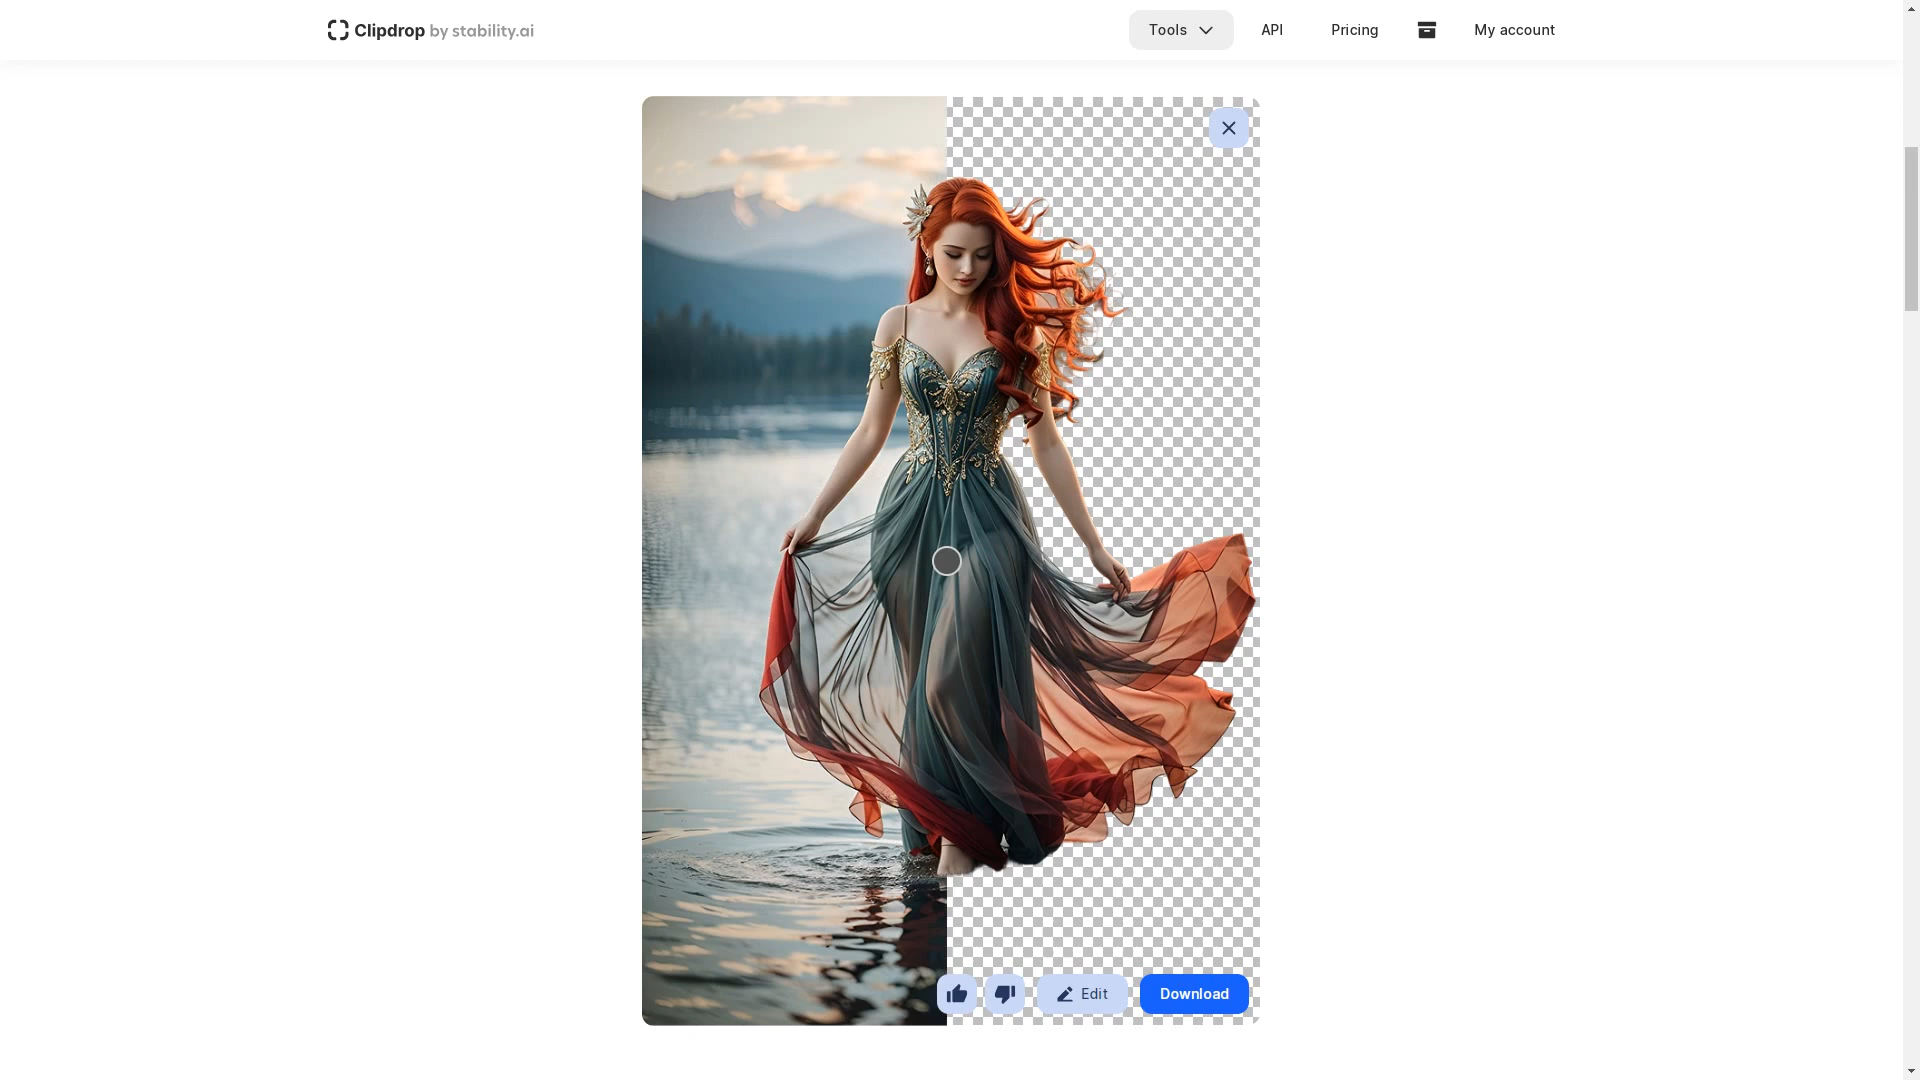 Clipdrop by stability.ai
Tools
API
Pricing
My account
Edit
Download